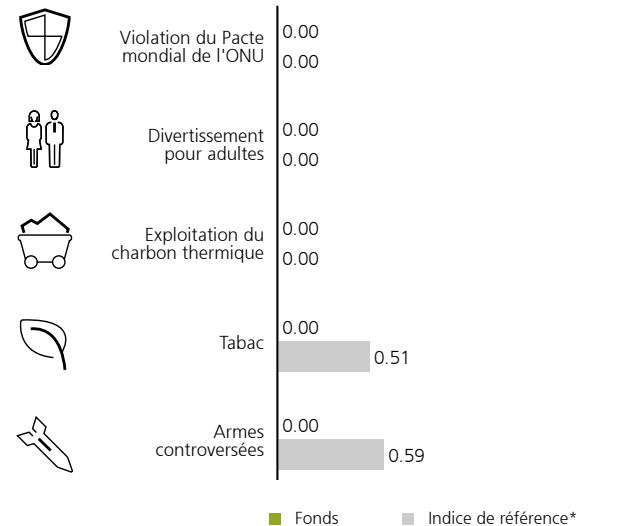 Violation du Pacte
mondial de l'ONU
0.00
0.00
Divertissement
pour adultes
0.00
0.00
Exploitation du
charbon thermique
0.00
0.00
Tabac
0.00
0.51
Armes
controversées
0.00
0.59
Fonds
Indice de référence*